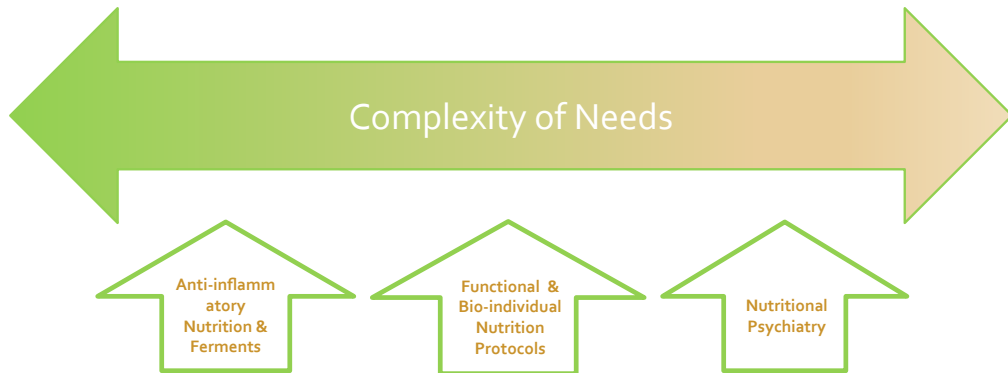 Complexity of Needs
Anti-inflamm
atory
Nutrition &
Ferments
Functional &
Bio-individual
Nutrition
Protocols
Nutritional
Psychiatry